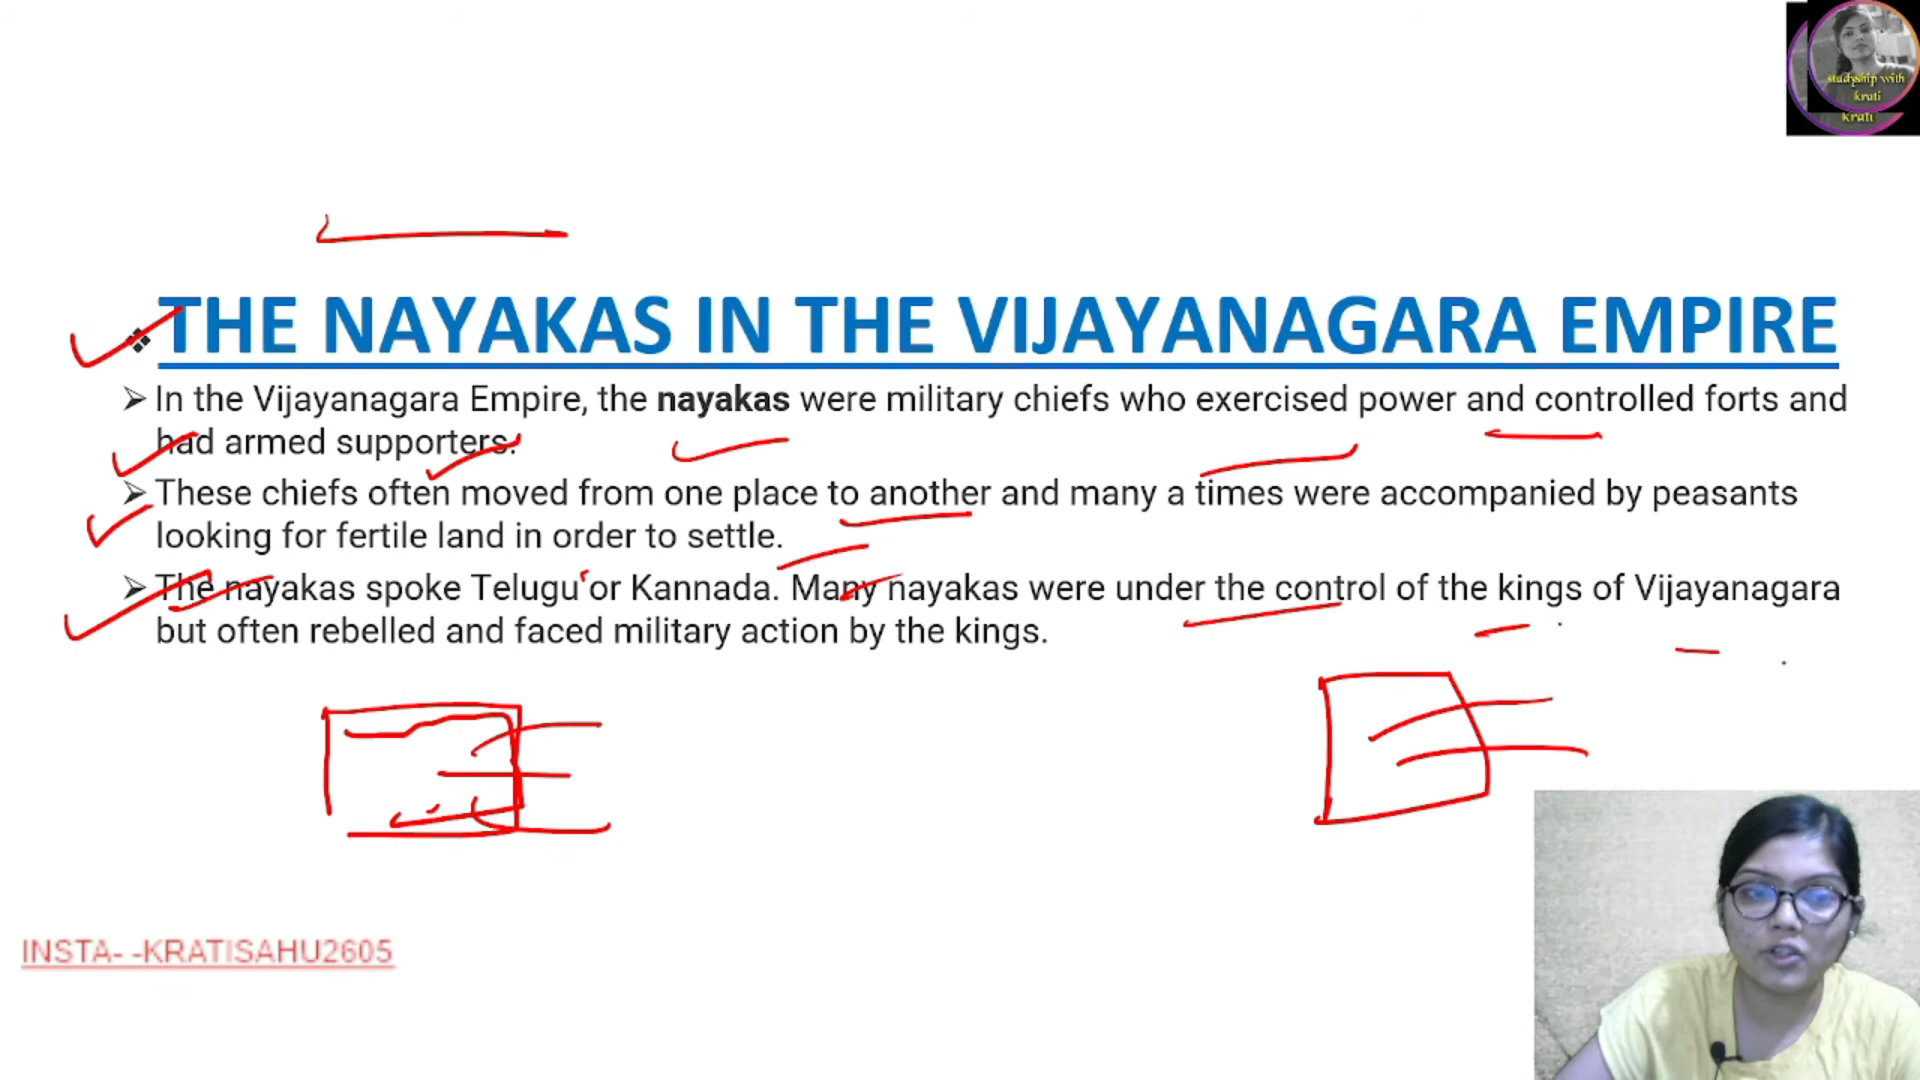 studyship with
krati
krati
❖ THE NAYAKAS IN THE VIJAYANAGARA EMPIRE
➢ In the Vijayanagara Empire, the nayakas were military chiefs who exercised power and controlled forts and
had armed supporters.
➢ These chiefs often moved from one place to another and many a times were accompanied by peasants
looking for fertile land in order to settle.
➢ The nayakas spoke Telugu or Kannada. Many nayakas were under the control of the kings of Vijayanagara
but often rebelled and faced military action by the kings.
INSTA- -KRATISAHU2605